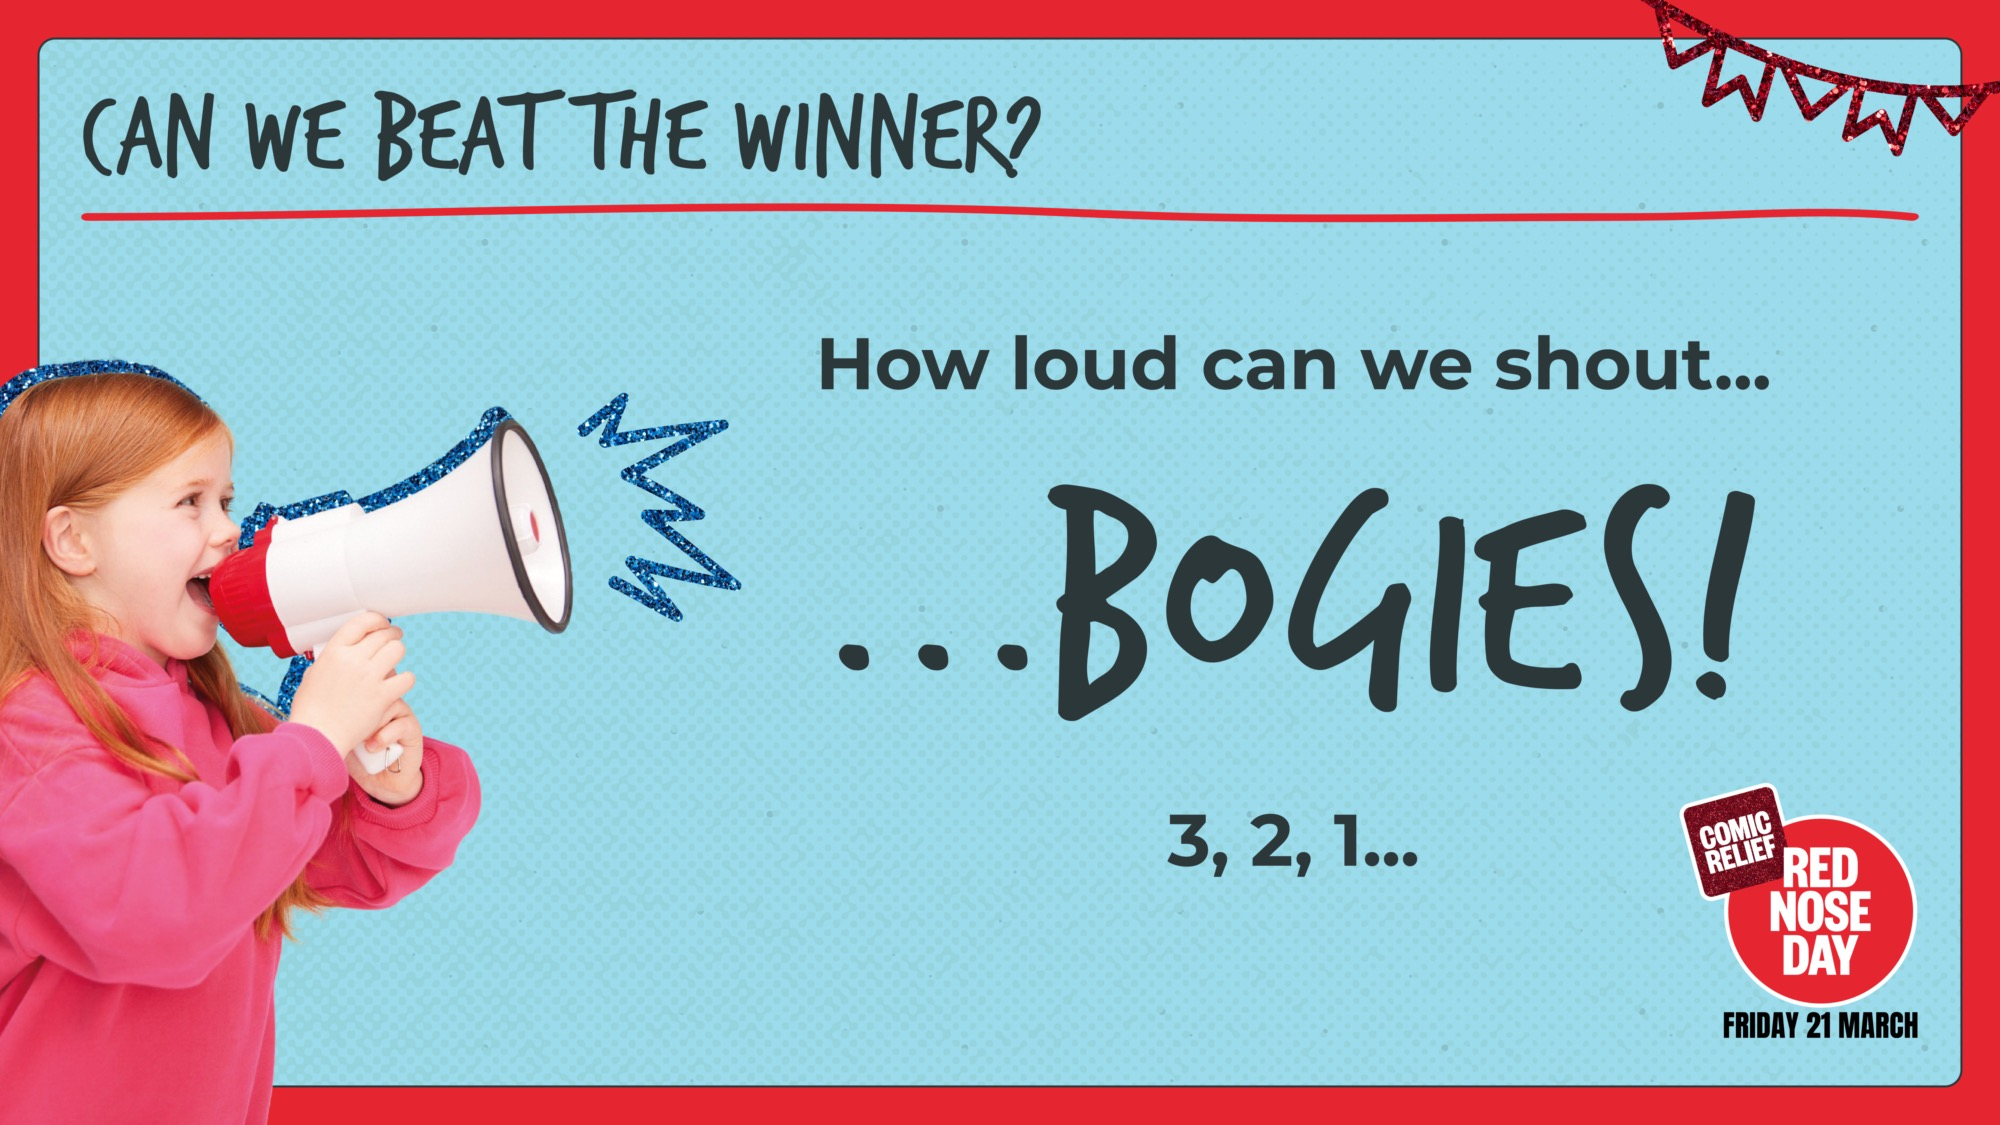 CAN WE BEAT THE WINNER?
How loud can we shout...
...BOGIES!
3, 2, 1...
COMIC
RELIEF
RED
NOSE
DAY
FRIDAY 21 MARCH